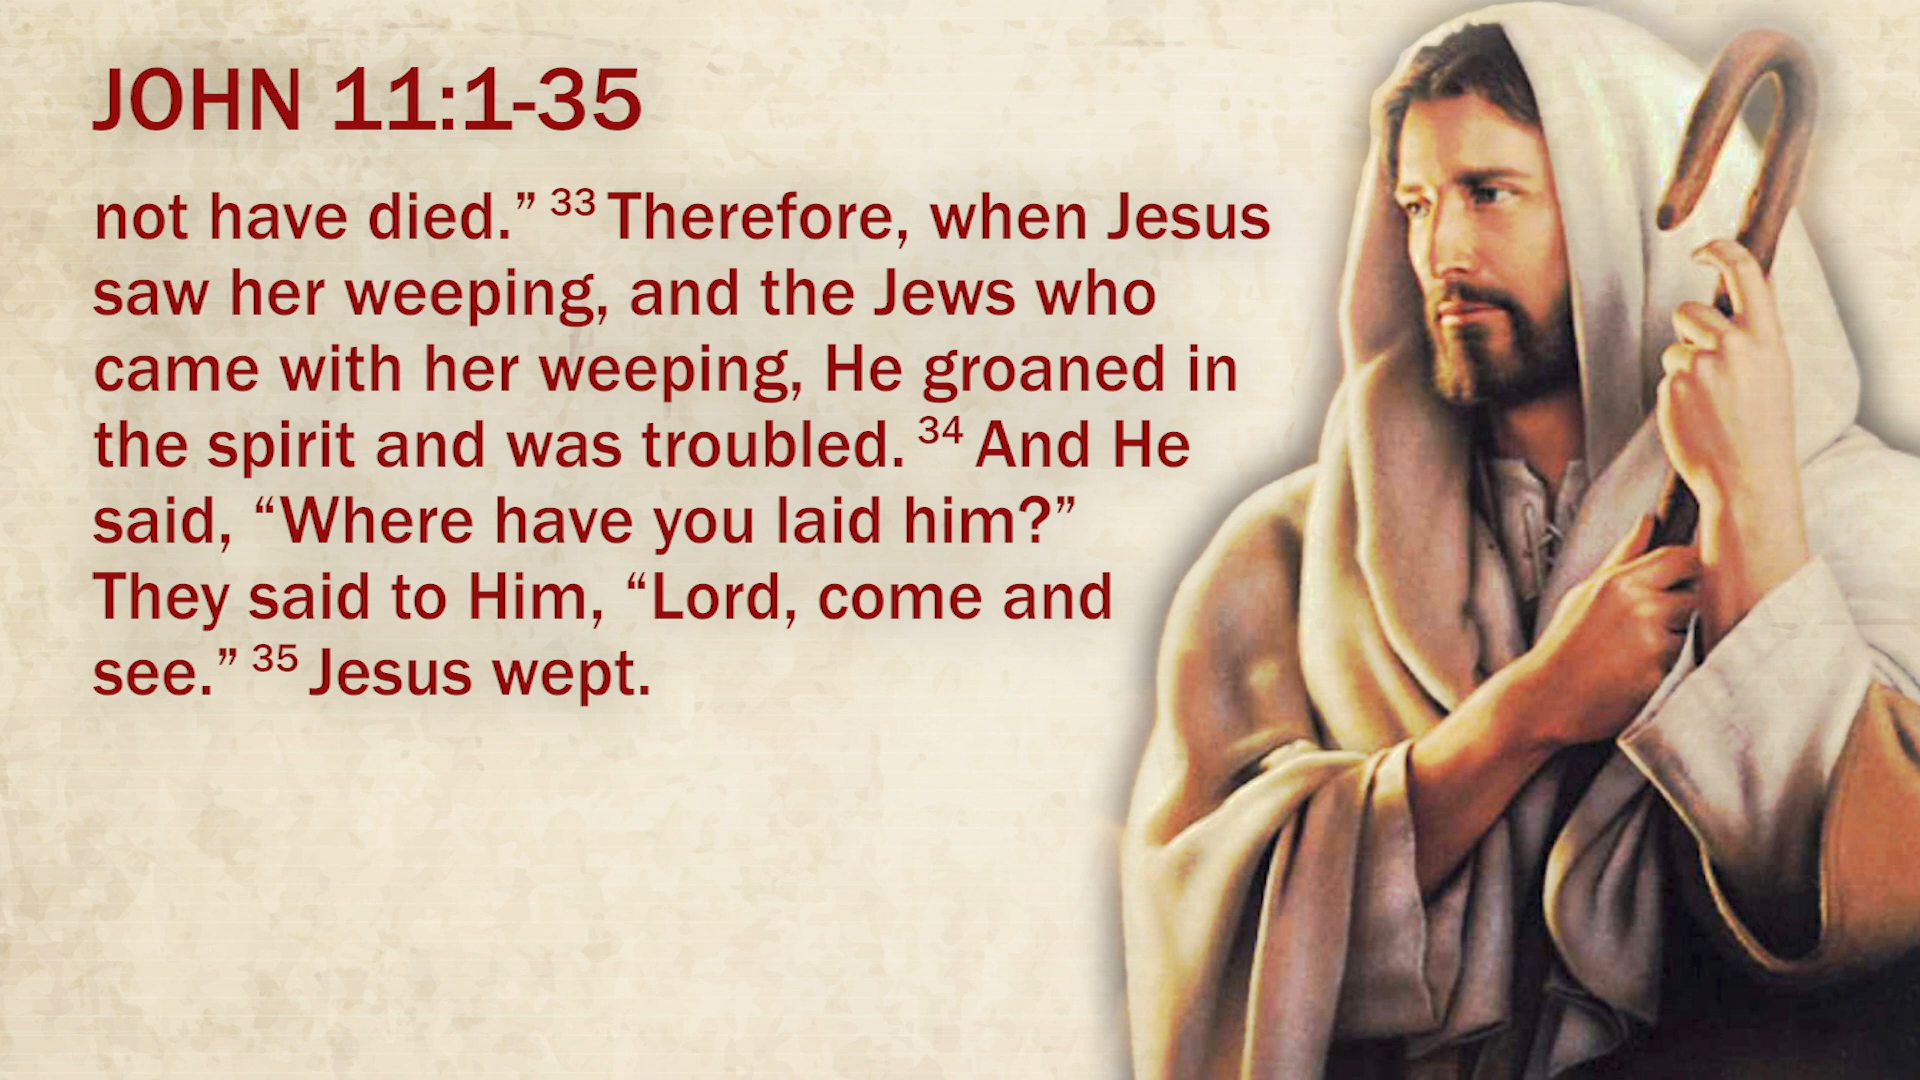 JOHN 11:1-35
not have died.” 33 Therefore, when Jesus
saw her weeping, and the Jews who
came with her weeping, He groaned in
the spirit and was troubled. 34 And He
said, “Where have you laid him?”
They said to Him, “Lord, come and
see.” 35 Jesus wept.